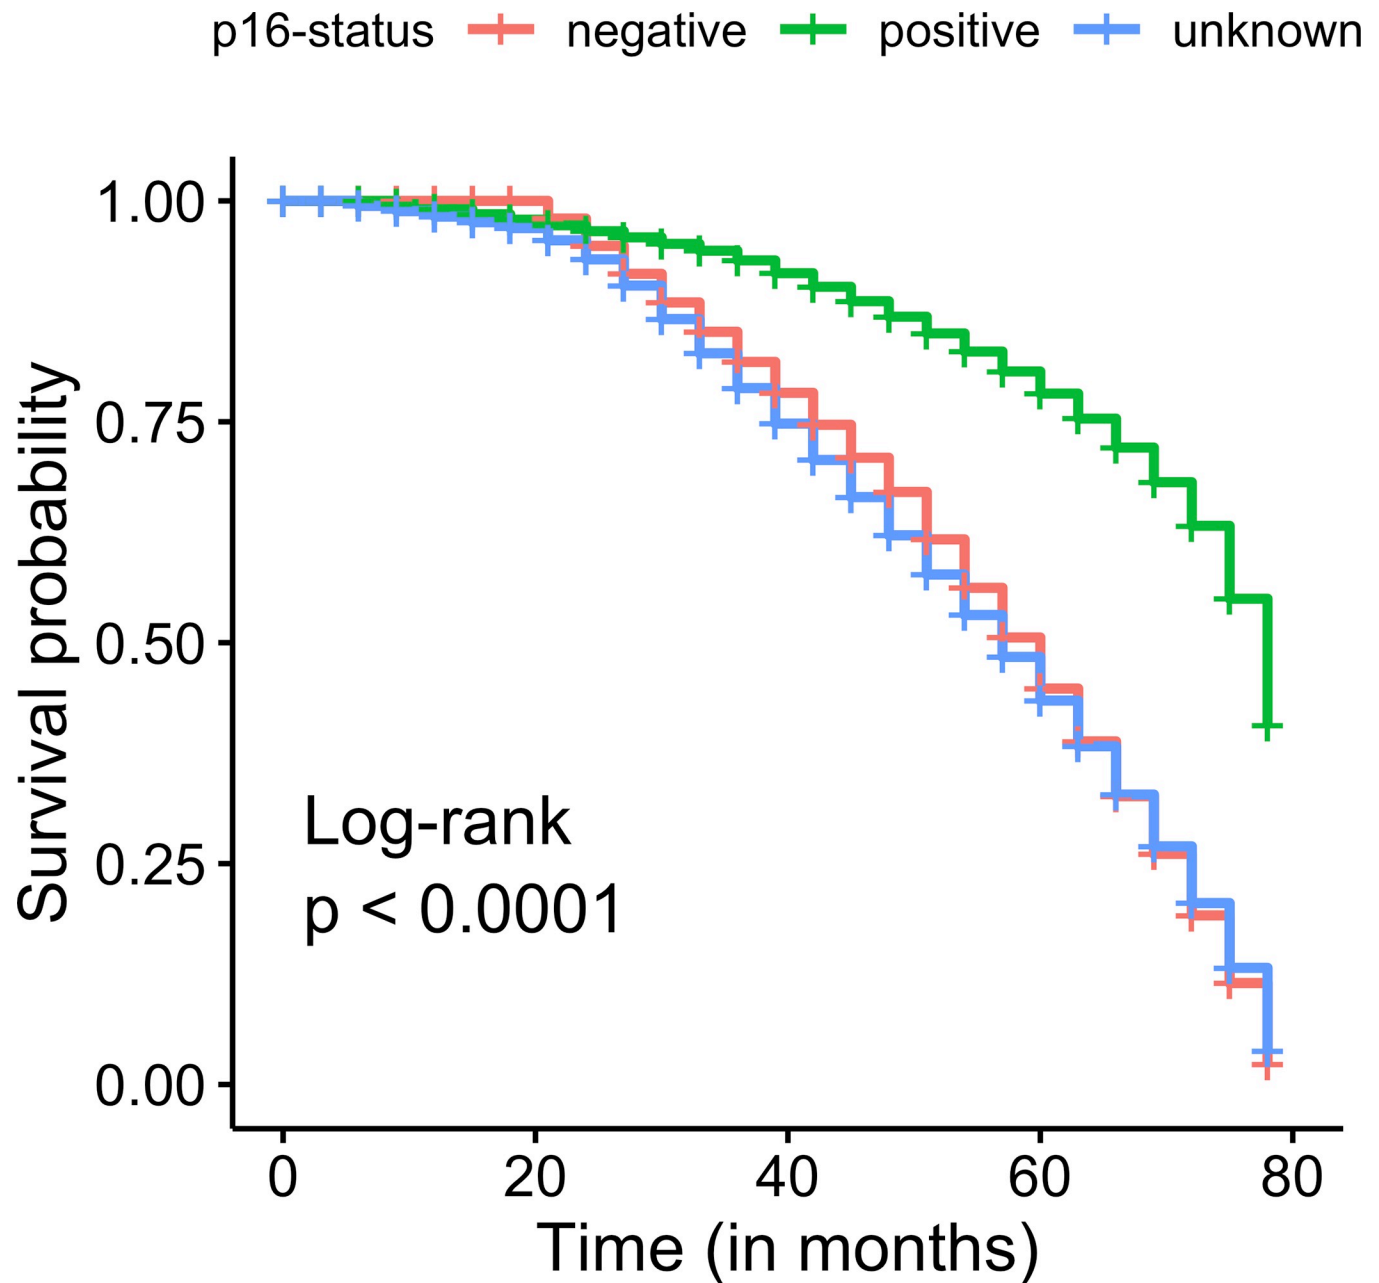 p16-status negative positive unknown
1.00
0.75
0.50
0.25
0.00
Survival probability
Log-rank
p < 0.0001
0 20 40 60 80
Time (in months)